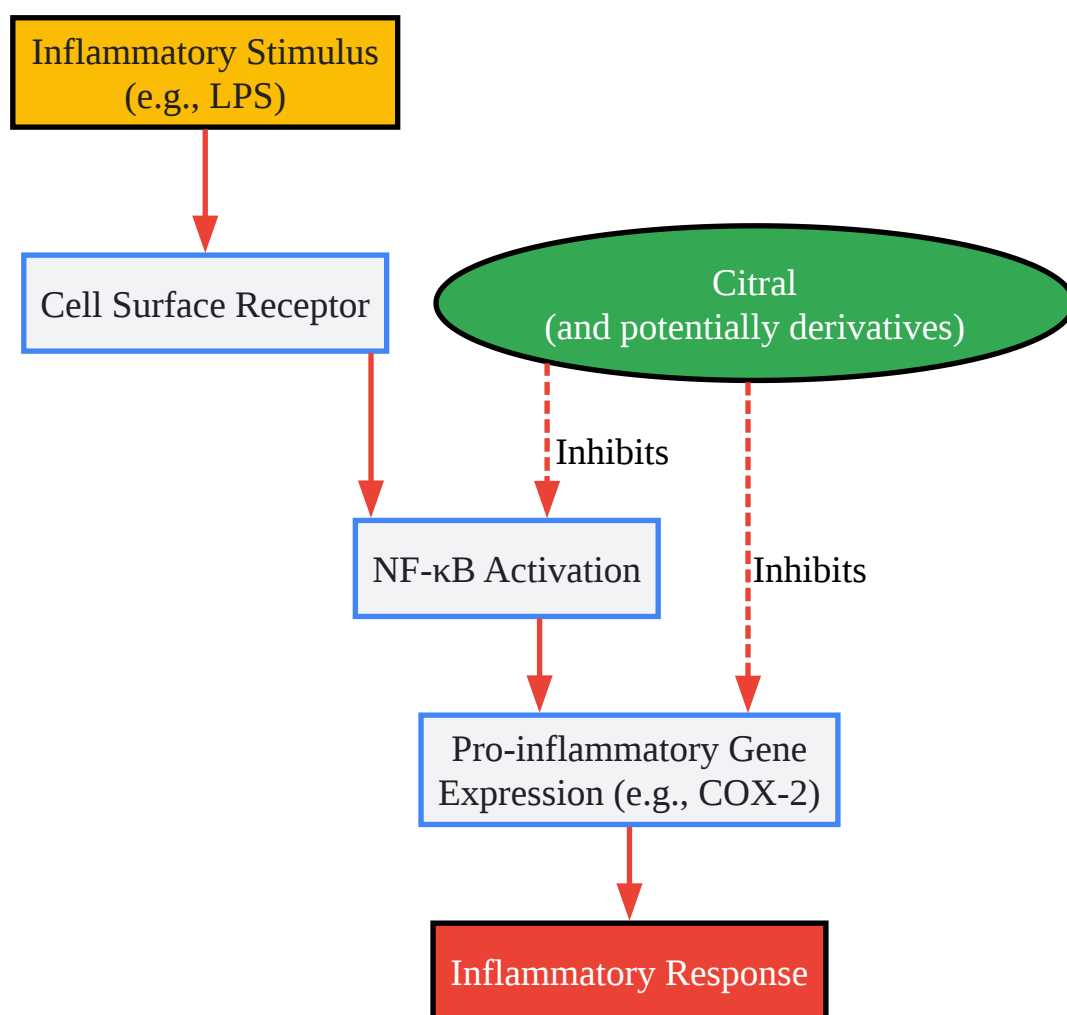 Inflammatory Stimulus
(e.g., LPS)
Cell Surface Receptor
Citral
(and potentially derivatives)
Inhibits
NF-κB Activation
Inhibits
Pro-inflammatory Gene
Expression (e.g., COX-2)
Inflammatory Response